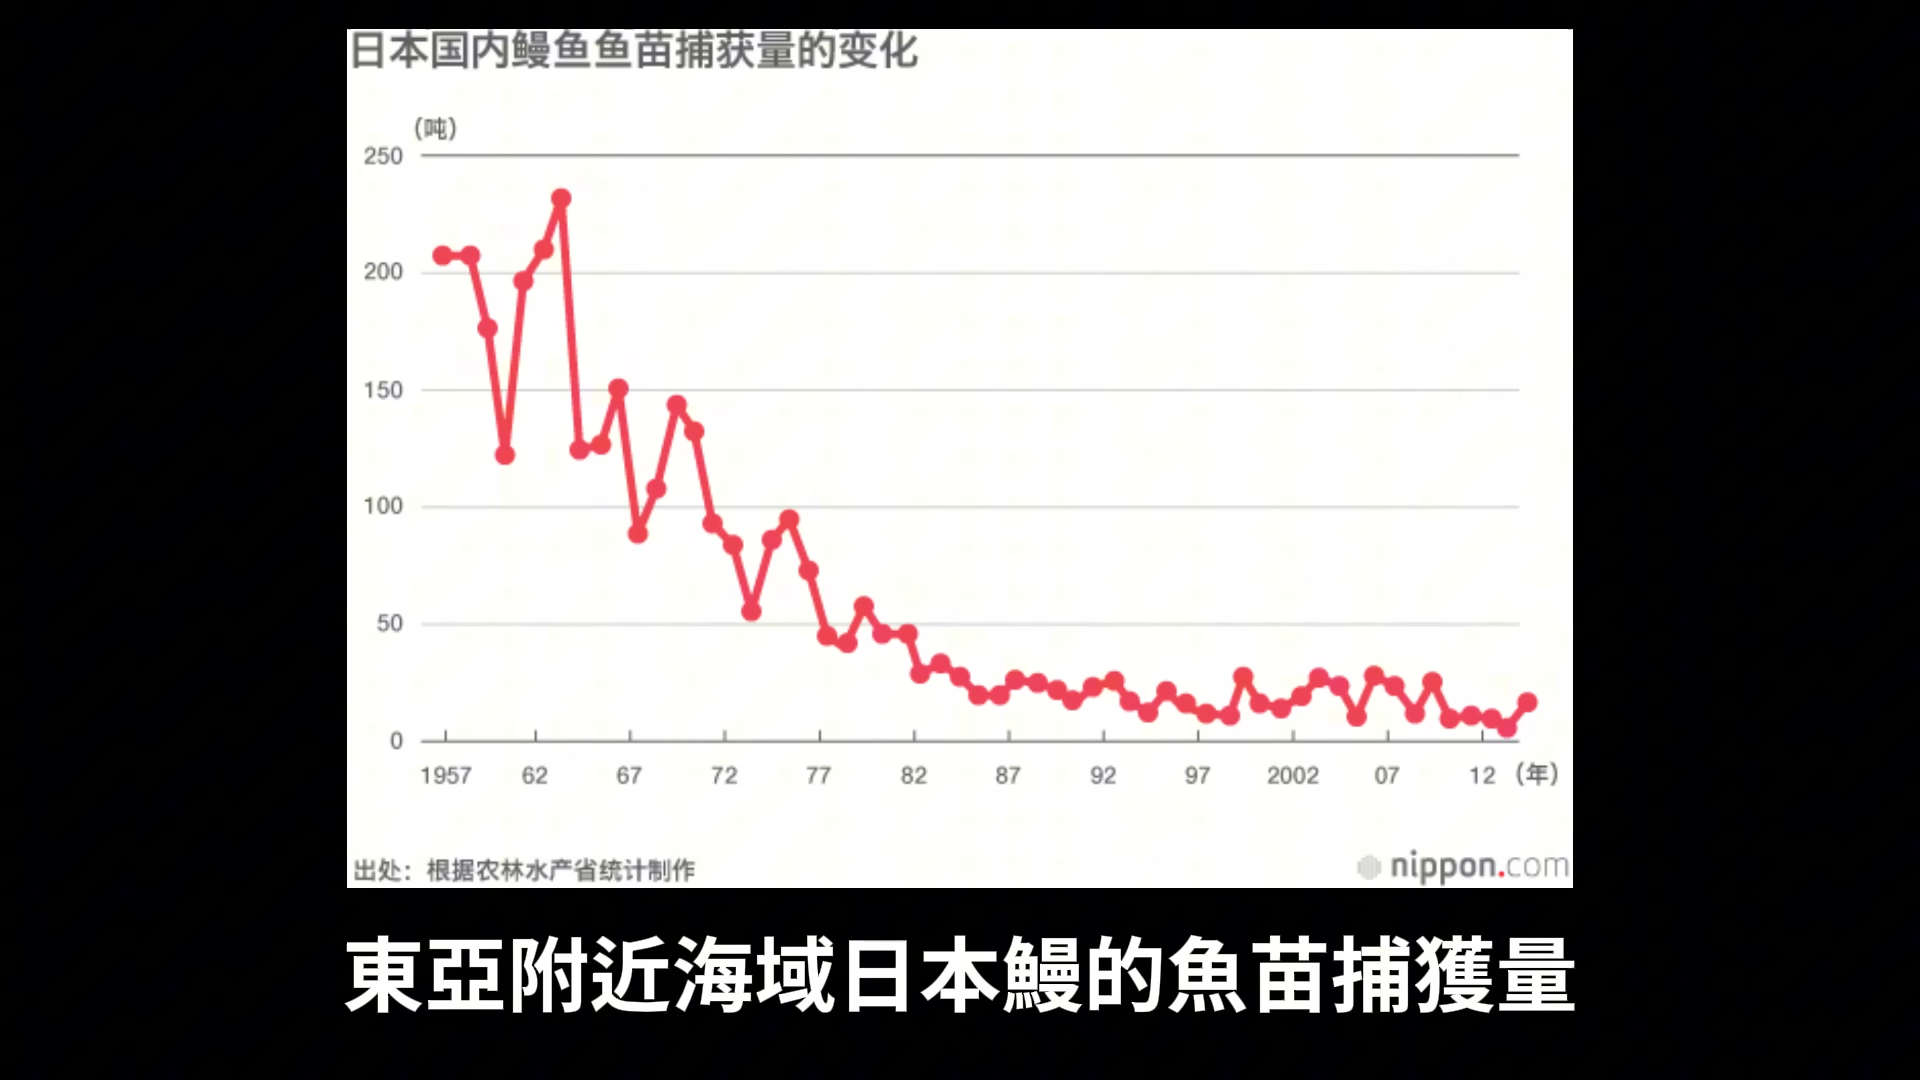 日本国内鳗鱼鱼苗捕获量的变化
（吨）
250
200
150
100
50
0
1957 62 67 72 77 82 87 92 97 2002 07 12 （年）
出处：根据农林水产省统计制作
nippon.com
東亞附近海域日本鰻的魚苗捕獲量